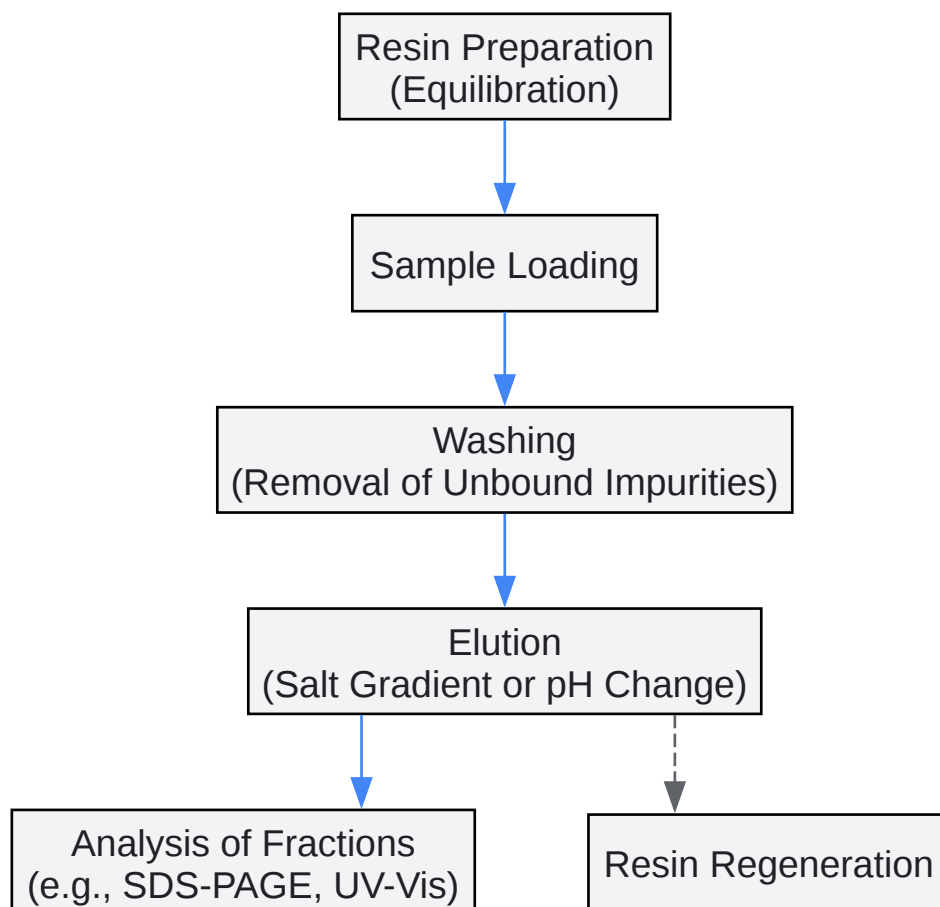 Resin Preparation
(Equilibration)
Sample Loading
Washing
(Removal of Unbound Impurities)
Elution
(Salt Gradient or pH Change)
Analysis of Fractions
(e.g., SDS-PAGE, UV-Vis)
Resin Regeneration